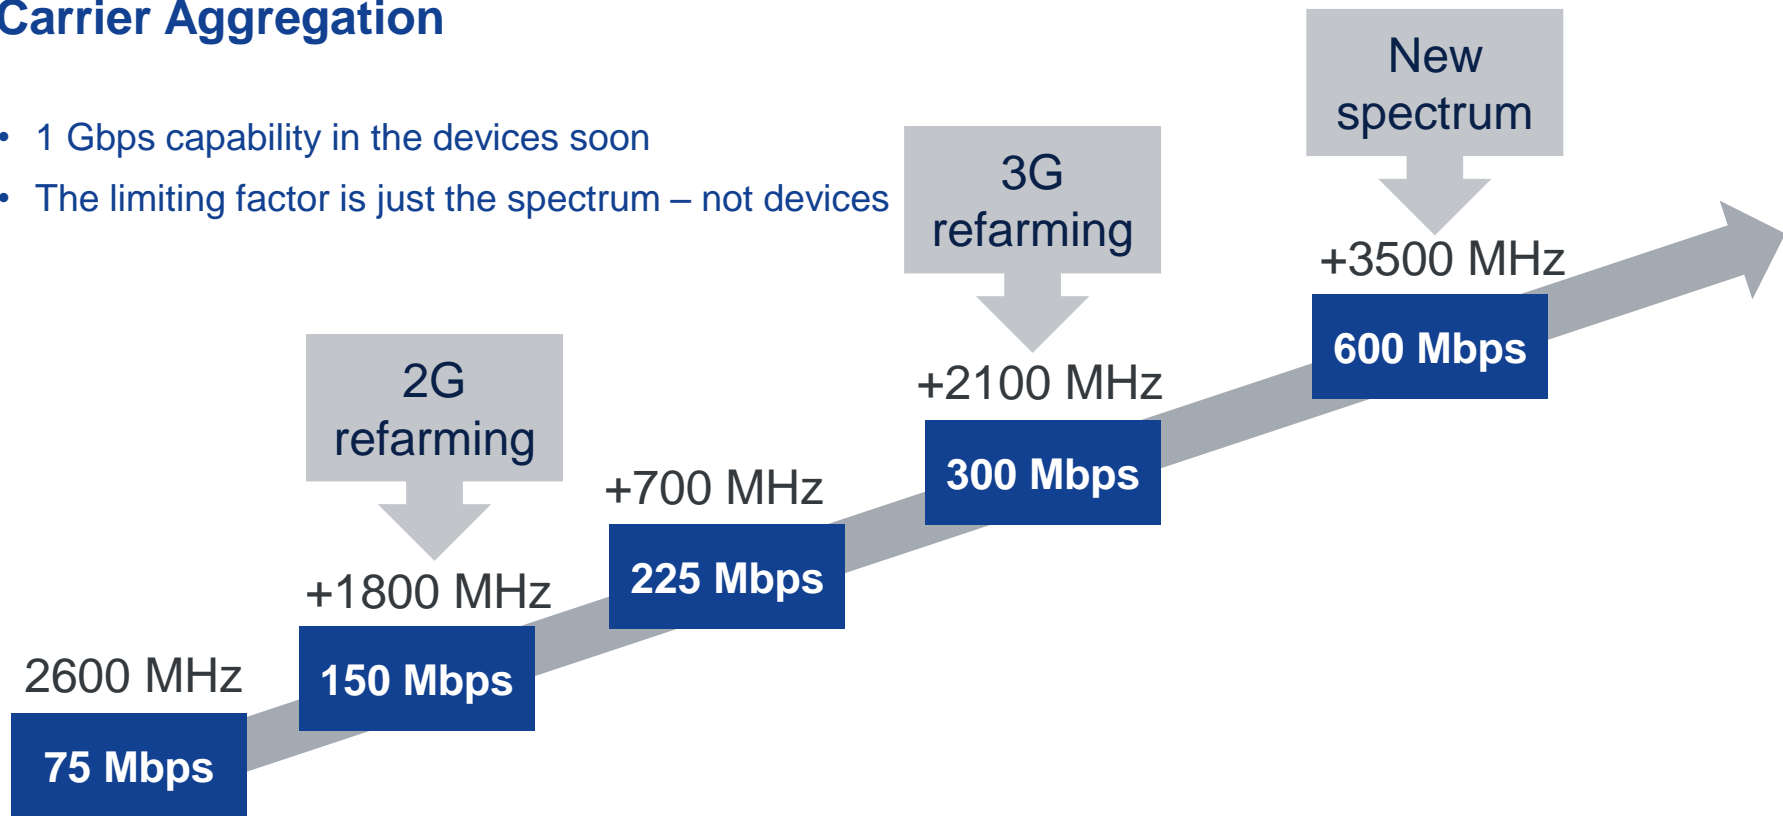 Carrier Aggregation
• 1 Gbps capability in the devices soon
• The limiting factor is just the spectrum – not devices
New
spectrum
3G
refarming
+3500 MHz
600 Mbps
2G
refarming
+2100 MHz
300 Mbps
+700 MHz
225 Mbps
+1800 MHz
150 Mbps
2600 MHz
75 Mbps